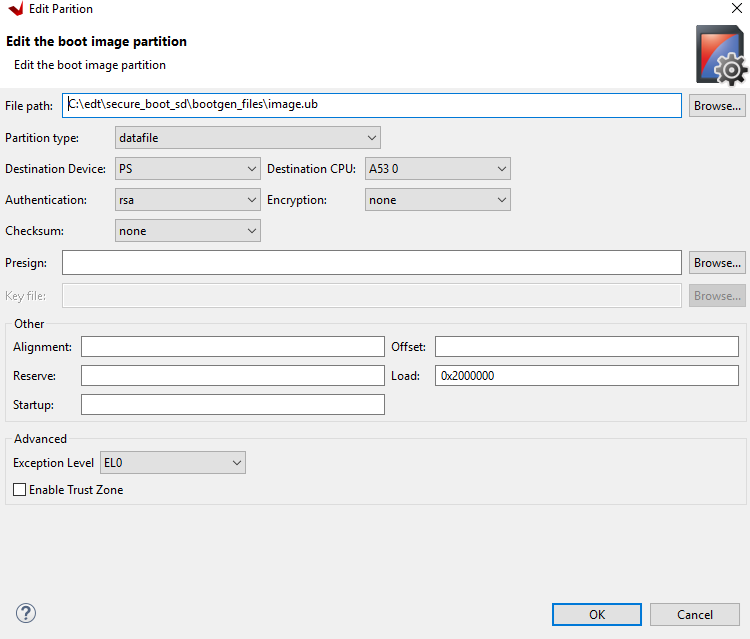 Edit Parition
Edit the boot image partition
Edit the boot image partition
File path: C:\edt\secure_boot_sd\bootgen_files\image.ub Browse...
Partition type: datafile
Destination Device: PS Destination CPU: A53 0
Authentication: rsa Encryption: none
Checksum: none
Presign: Browse...
Key file: Browse...
Other
Alignment: Offset:
Reserve: Load: 0x2000000
Startup:
Advanced
Exception Level EL0
Enable Trust Zone
? OK Cancel